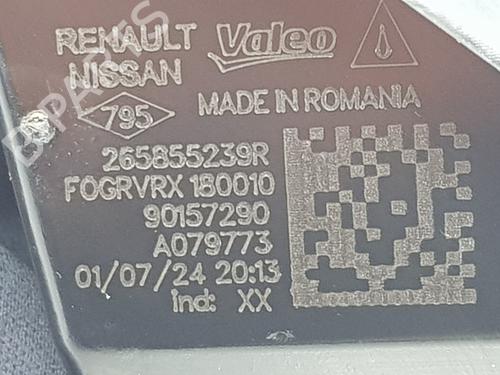 RENAULT
NISSAN
Valeo
795
MADE IN ROMANIA
265855239R
FOGRVRX 180010
90157290
A079773
01/07/24 20:13
ind: XX